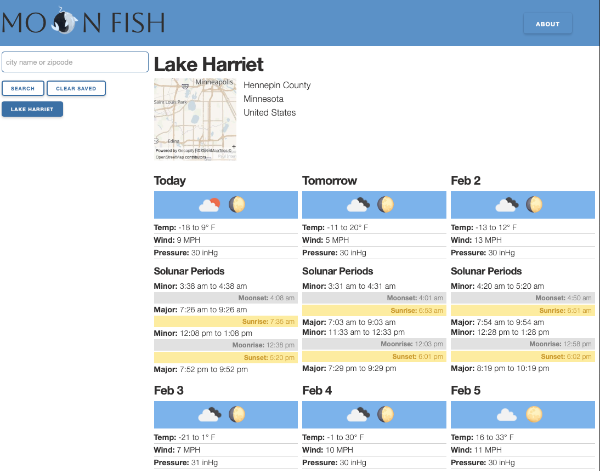 MOON FISH
ABOUT
city name or zipcode
SEARCH
CLEAR SAVED
LAKE HARRIET
Lake Harriet
Minneapolis
Saint Louis Park
Edina
Hennepin County
Minnesota
United States
Today
Temp: -16 to 9° F
Wind: 9 MPH
Pressure: 30 inHg
Solunar Periods
Minor: 3:38 am to 4:38 am
Moonset: 4:08 am
Major: 7:26 am to 9:26 am
Sunrise: 7:36 am
Minor: 12:08 pm to 1:08 pm
Moonrise: 12:38 pm
Sunset: 5:23 pm
Major: 7:52 pm to 9:52 pm
Tomorrow
Temp: -11 to 20° F
Wind: 5 MPH
Pressure: 30 inHg
Solunar Periods
Minor: 3:31 am to 4:31 am
Moonset: 4:01 am
Sunrise: 6:53 am
Major: 7:03 am to 9:03 am
Minor: 11:33 am to 12:33 pm
Moonrise: 12:03 pm
Sunset: 6:01 pm
Major: 7:29 pm to 9:29 pm
Feb 2
Temp: -13 to 12° F
Wind: 13 MPH
Pressure: 30 inHg
Solunar Periods
Minor: 4:20 am to 5:20 am
Moonset: 4:50 am
Sunrise: 6:51 am
Major: 7:54 am to 9:54 am
Minor: 12:28 pm to 1:28 pm
Moonrise: 12:58 pm
Sunset: 6:02 pm
Major: 8:19 pm to 10:19 pm
Feb 3
Temp: -21 to 1° F
Wind: 7 MPH
Pressure: 31 inHg
Feb 4
Temp: -1 to 30° F
Wind: 10 MPH
Pressure: 30 inHg
Feb 5
Temp: 16 to 33° F
Wind: 11 MPH
Pressure: 30 inHg